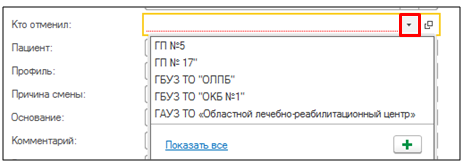 Кто отменил:
Пациент:
ГП №5
ГП № 17"
Профиль:
ГБУЗ ТО "ОЛПБ"
Причина смены:
ГБУЗ ТО "ОКБ №1"
Основание:
ГАУЗ ТО «Областной лечебно-реабилитационный центр»
Комментарий:
Показать все